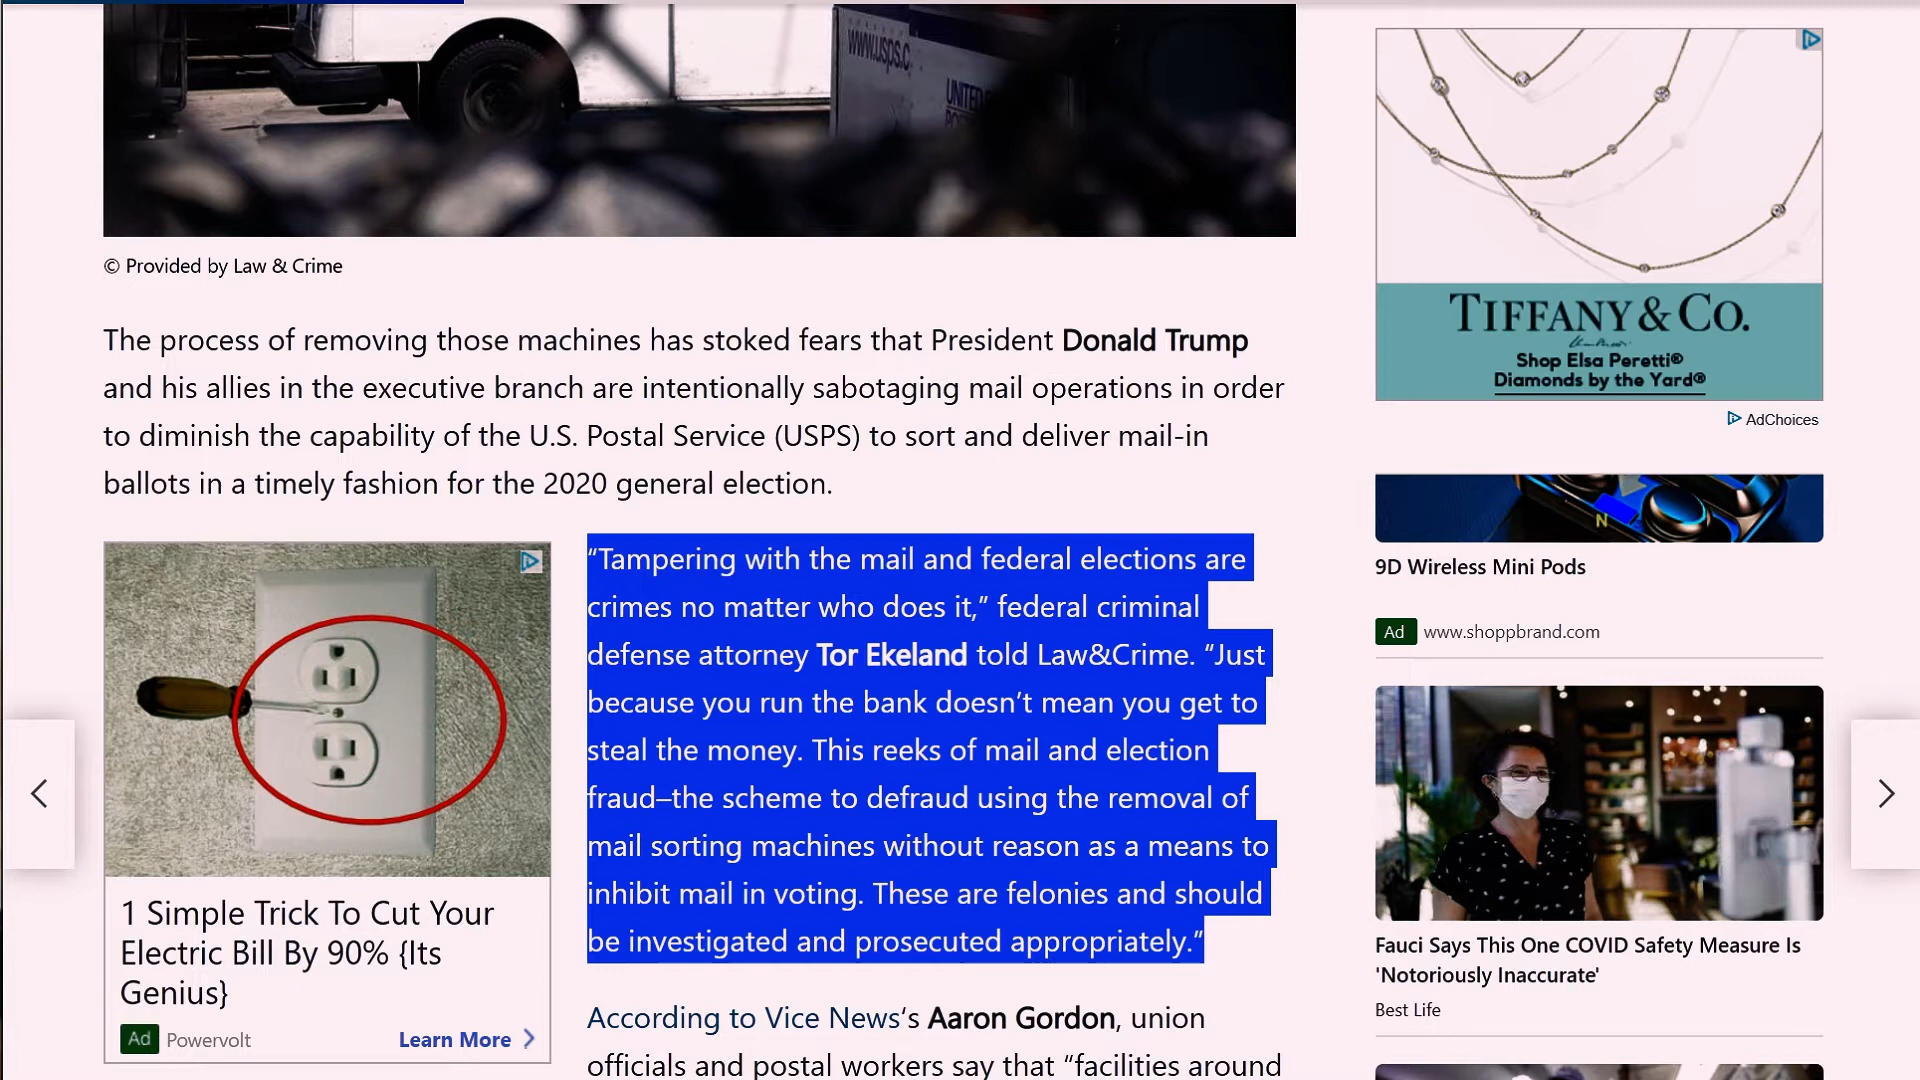 www.usps.c
UNITED
© Provided by Law & Crime
The process of removing those machines has stoked fears that President Donald Trump
and his allies in the executive branch are intentionally sabotaging mail operations in order
to diminish the capability of the U.S. Postal Service (USPS) to sort and deliver mail-in
ballots in a timely fashion for the 2020 general election.
“Tampering with the mail and federal elections are
crimes no matter who does it,” federal criminal
defense attorney Tor Ekeland told Law&Crime. “Just
because you run the bank doesn’t mean you get to
steal the money. This reeks of mail and election
fraud–the scheme to defraud using the removal of
mail sorting machines without reason as a means to
inhibit mail in voting. These are felonies and should
be investigated and prosecuted appropriately.”
According to Vice News‘s Aaron Gordon, union
officials and postal workers say that “facilities around
1 Simple Trick To Cut Your
Electric Bill By 90% {Its
Genius}
Ad Powervolt Learn More
TIFFANY & CO.
Shop Elsa Peretti®
Diamonds by the Yard®
AdChoices
N
9D Wireless Mini Pods
Ad www.shoppbrand.com
Fauci Says This One COVID Safety Measure Is
'Notoriously Inaccurate'
Best Life